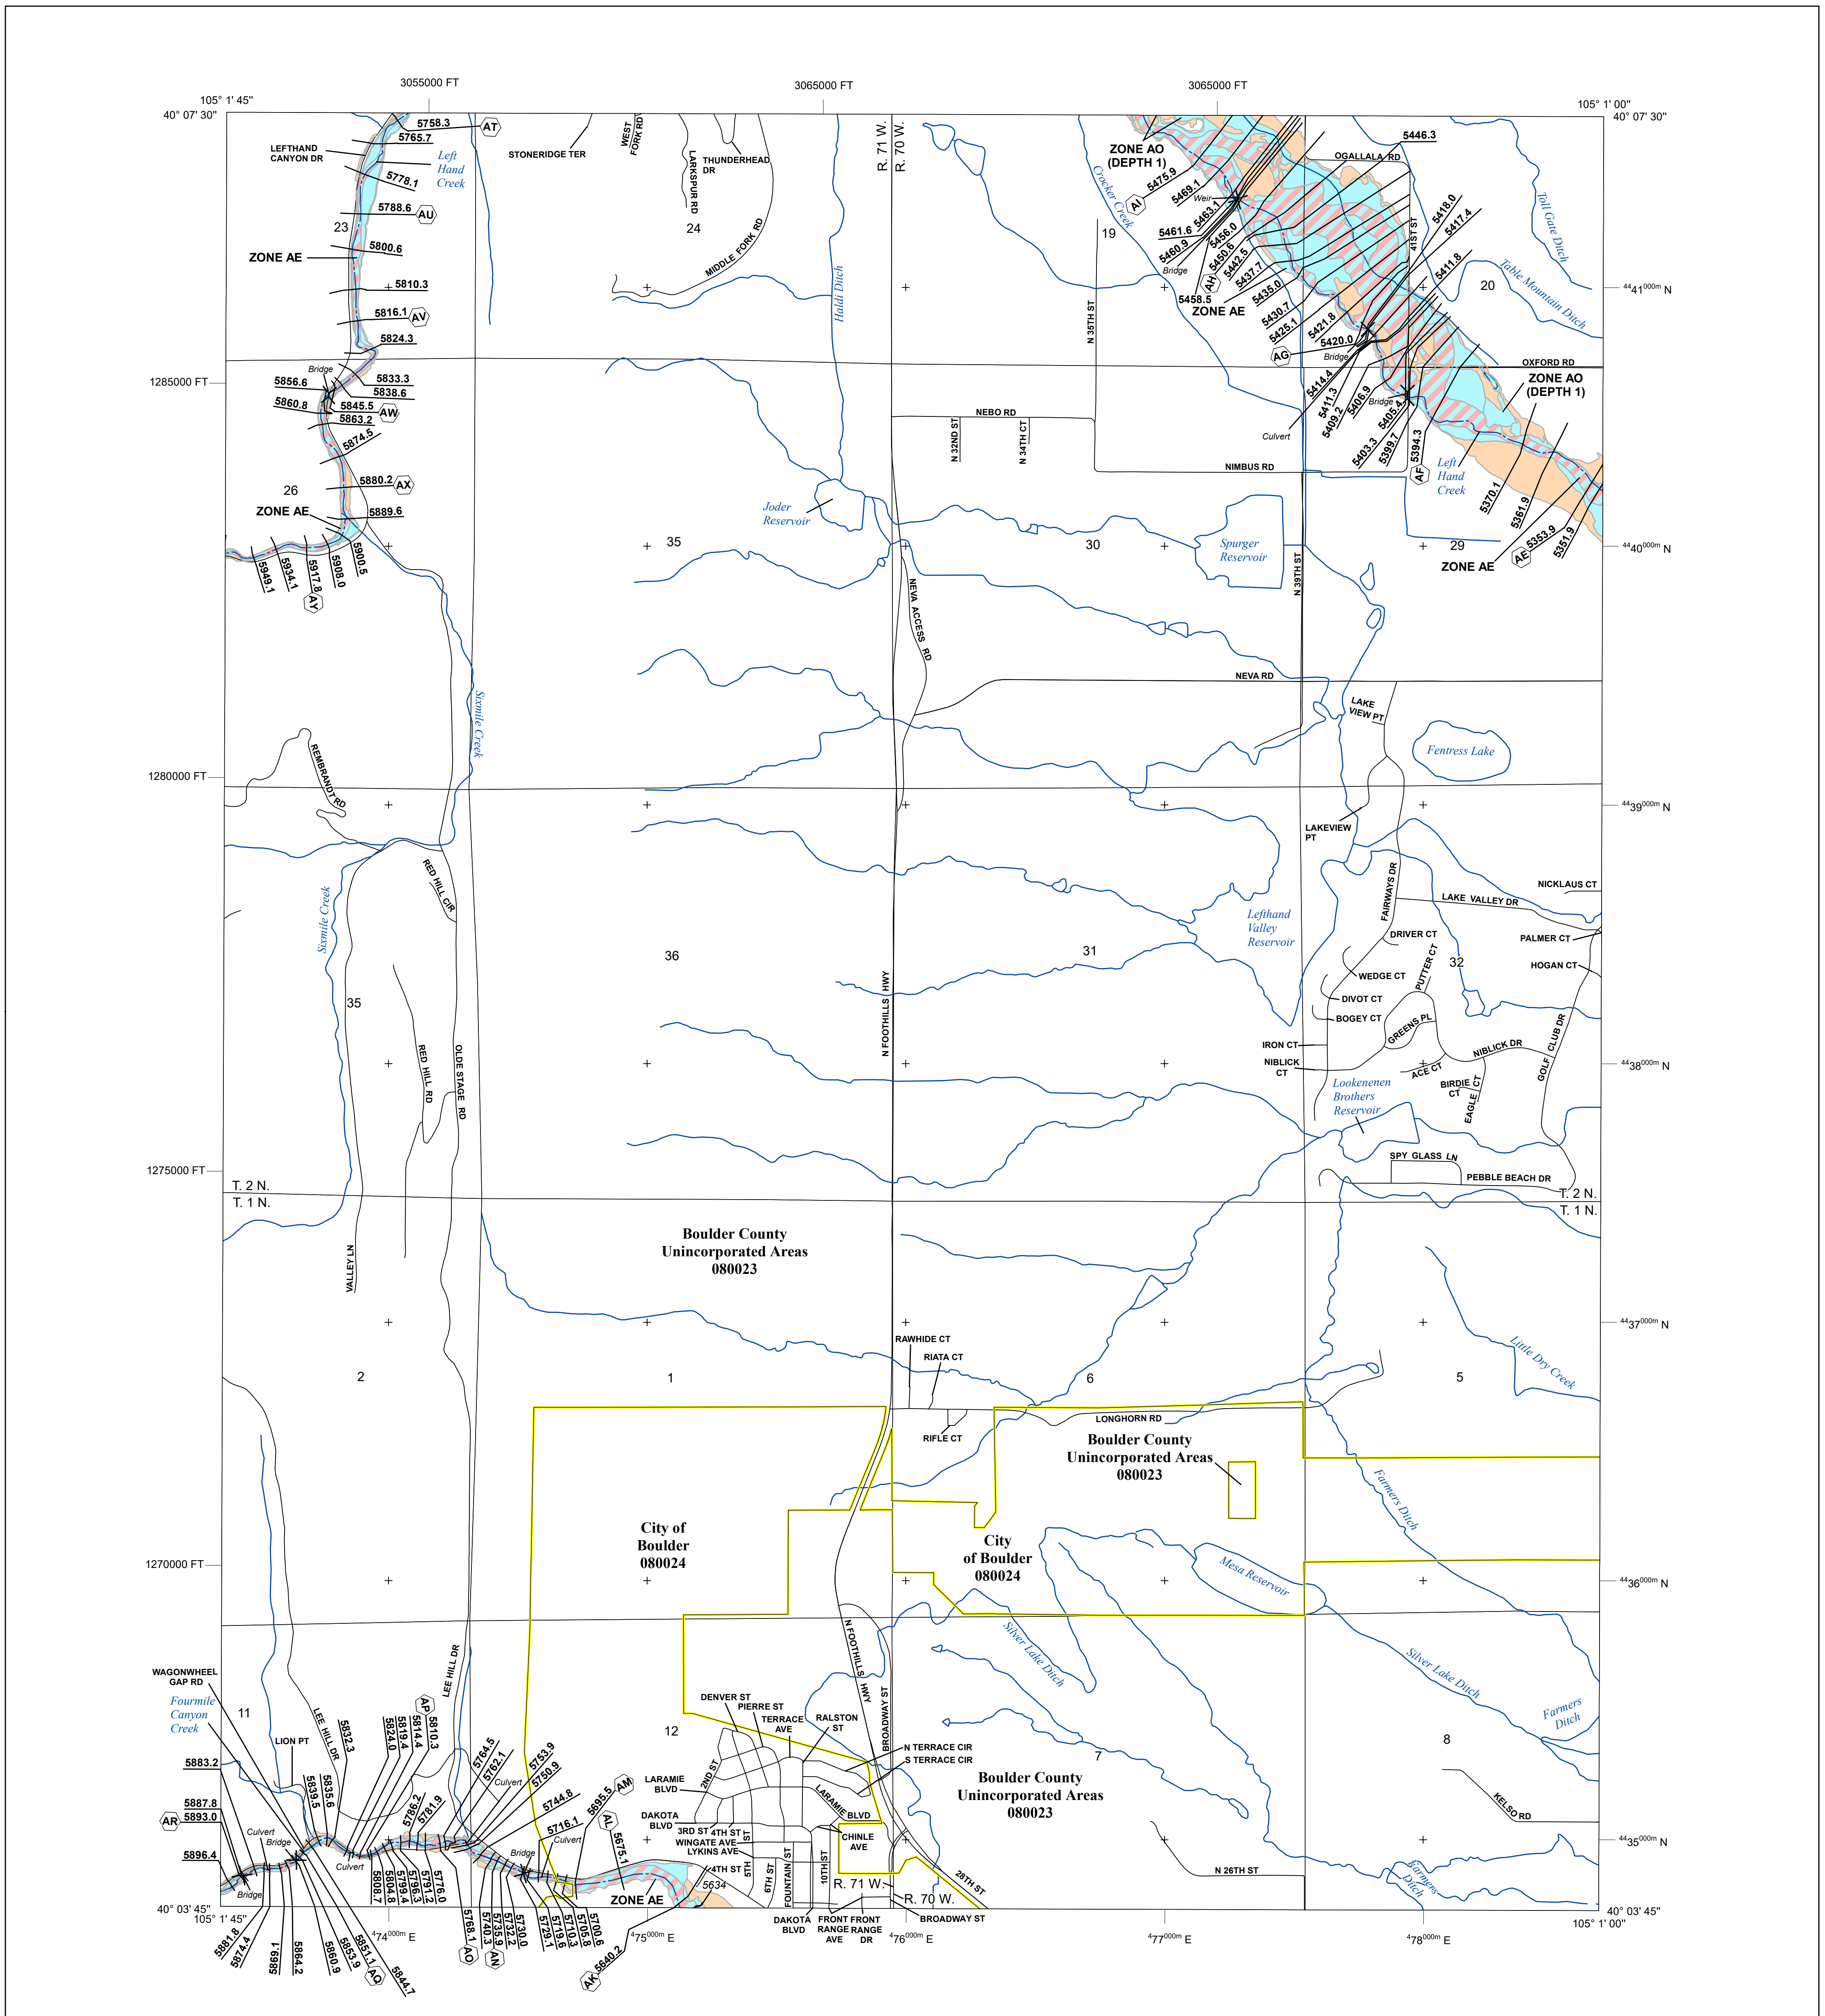 3055000 FT
3065000 FT
3065000 FT
105° 1' 45"
105° 1' 00"
40° 07' 30"
40° 07' 30"
5758.3
AT
5765.7
LEFTHAND
CANYON DR
Left
Hand
Creek
5778.1
5788.6
AU
23
5800.6
ZONE AE
5810.3
5816.1
AV
5824.3
STONERIDGE TER
WEST
FORK RD
LARKSPUR RD
THUNDERHEAD
DR
24
MIDDLE FORK RD
Haldi Ditch
R. 71 W.
R. 70 W.
Crocker Creek
19
N 35TH ST
ZONE AO
(DEPTH 1)
5475.9
AI
5469.1
Weir
5463.1
5461.6
5460.9
Bridge
5456.0
5450.6
5442.5
AH
5437.7
5458.5
ZONE AE
5435.0
5430.7
5425.1
5421.8
5420.0
AG
Bridge
5446.3
OGALLALA RD
41ST ST
5418.0
5417.4
5411.8
Toll Gate Ditch
Table Mountain Ditch
20
4441000m N
OXFORD RD
ZONE AO
(DEPTH 1)
5414.4
5411.3
5409.2
5406.9
Bridge
5405.4
Culvert
5403.3
5399.7
5394.3
AF
Left
Hand
Creek
5370.1
5361.9
5353.9
AE
5351.9
ZONE AE
29
4440000m N
1285000 FT
Bridge
5856.6
5833.3
5838.6
5860.8
5845.5
AW
5863.2
5874.5
5880.2
AX
26
ZONE AE
5889.6
5900.5
5908.0
5917.8
AY
5934.1
5949.1
NEBO RD
N 32ND ST
N 34TH CT
NIMBUS RD
Joder
Reservoir
35
30
Spurger
Reservoir
N 39TH ST
NEVA ACCESS RD
NEVA RD
Sixmile Creek
REMBRANDT RD
LAKE
VIEW PT
Fentress Lake
1280000 FT
4439000m N
LAKEVIEW
PT
RED HILL CIR
Sixmile Creek
FAIRWAYS DR
NICKLAUS CT
LAKE VALLEY DR
Lefthand
Valley
Reservoir
DRIVER CT
PALMER CT
36
31
32
HOGAN CT
WEDGE CT
PUTTER CT
DIVOT CT
35
BOGEY CT
GREENS PL
N FOOTHILLS HWY
IRON CT
NIBLICK
CT
NIBLICK DR
GOLF CLUB DR
ACE CT
BIRDIE
CT
EAGLE CT
4438000m N
RED HILL RD
OLDE STAGE RD
Lookenenen
Brothers
Reservoir
SPY GLASS LN
PEBBLE BEACH DR
1275000 FT
T. 2 N.
T. 1 N.
T. 2 N.
T. 1 N.
VALLEY LN
Boulder County
Unincorporated Areas
080023
4437000m N
RAWHIDE CT
RIATA CT
Little Dry Creek
2
1
6
5
LONGHORN RD
RIFLE CT
Boulder County
Unincorporated Areas
080023
Farmers Ditch
City of
Boulder
080024
City
of Boulder
080024
Mesa Reservoir
1270000 FT
4436000m N
Silver Lake Ditch
Silver Lake Ditch
Farmers
Ditch
N FOOTHILLS HWY
BROADWAY ST
LEE HILL DR
WAGONWHEEL
GAP RD
Fourmile
Canyon
Creek
11
LION PT
LEE HILL DR
5832.3
5835.6
5839.5
5824.0
5819.4
5814.4
5810.3
AP
5786.2
5781.9
5764.5
5762.1
Culvert
5753.9
5750.9
5744.8
5716.1
Culvert
Bridge
5695.5
AM
5675.1
AL
12
DENVER ST
PIERRE ST
TERRACE
AVE
RALSTON
ST
N TERRACE CIR
S TERRACE CIR
2ND ST
LARAMIE
BLVD
LARAMIE BLVD
DAKOTA
BLVD
3RD ST
4TH ST
WINGATE AVE
LYKINS AVE
5TH
ST
4TH ST
5634
6TH ST
FOUNTAIN ST
10TH ST
CHINLE
AVE
7
8
Boulder County
Unincorporated Areas
080023
KELSO RD
4435000m N
N 26TH ST
28TH ST
Farmers
Ditch
R. 71 W.
R. 70 W.
ZONE AE
5883.2
5887.8
AR
5893.0
5896.4
Culvert
Bridge
Bridge
Culvert
40° 03' 45"
105° 1' 45"
40° 03' 45"
105° 1' 00"
5881.8
5874.4
5869.1
5864.2
5860.9
5853.9
5851.1
AQ
5844.7
5808.7
5804.8
5799.4
5796.3
5791.2
5776.0
5768.1
AO
5740.3
5735.9
AN
5732.2
5730.0
5729.1
5719.6
5710.3
5705.8
5700.6
5640.2
AK
474000m E
475000m E
476000m E
477000m E
478000m E
DAKOTA
BLVD
FRONT
RANGE
AVE
FRONT
RANGE
DR
BROADWAY ST